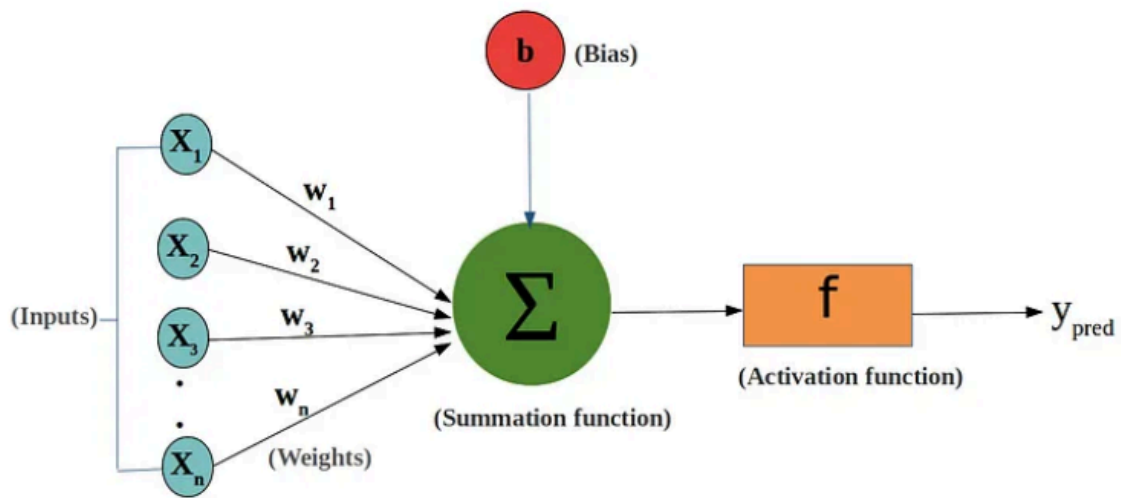 b (Bias)
X1
w1
X2
w2
(Inputs)
X3
w3
Σ
f
ypred
(Activation function)
wn
(Summation function)
Xn
(Weights)